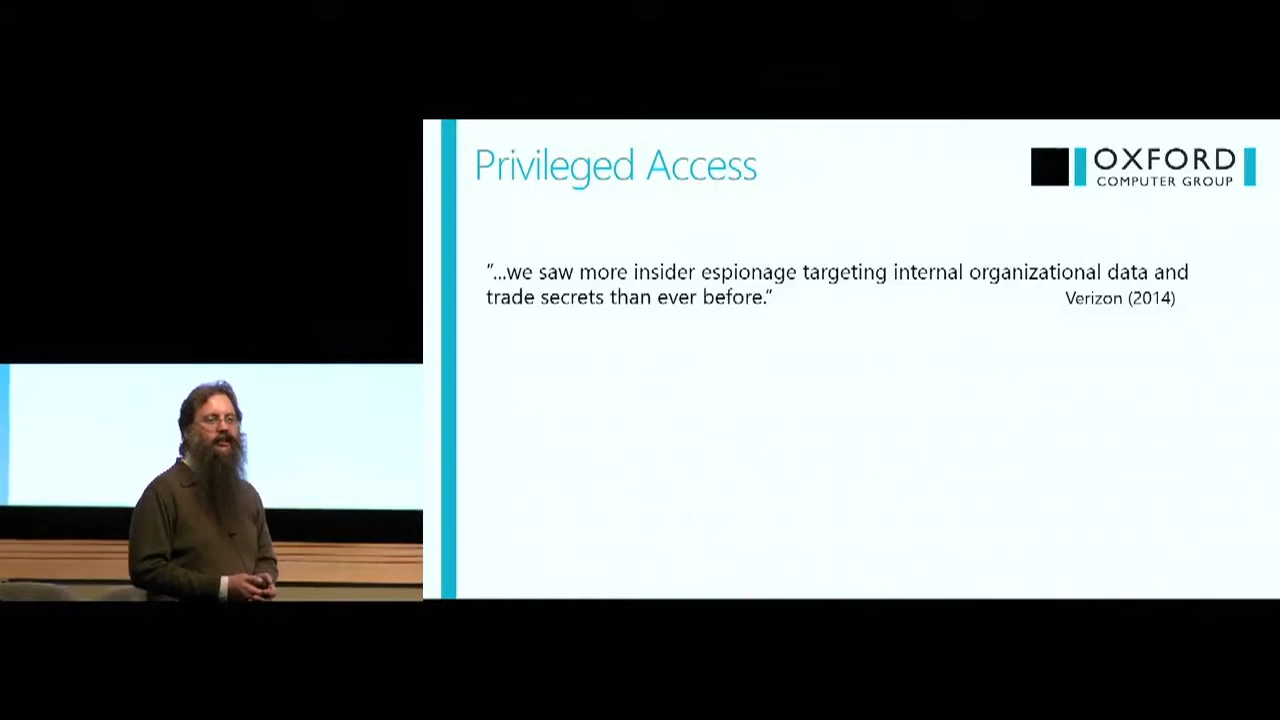 Privileged Access
OXFORD
COMPUTER GROUP
"...we saw more insider espionage targeting internal organizational data and
trade secrets than ever before."
Verizon (2014)